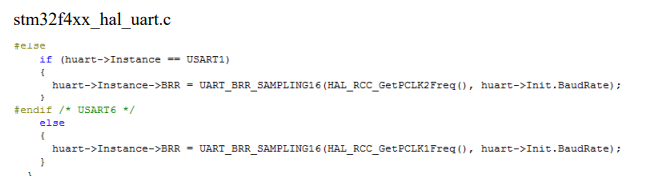 stm32f4xx_hal_uart.c
#else
if (huart->Instance == USART1)
{
huart->Instance->BRR = UART_BRR_SAMPLING16(HAL_RCC_GetPCLK2Freq(), huart->Init.BaudRate);
}
#endif /* USART6 */
else
{
huart->Instance->BRR = UART_BRR_SAMPLING16(HAL_RCC_GetPCLK1Freq(), huart->Init.BaudRate);
}
}